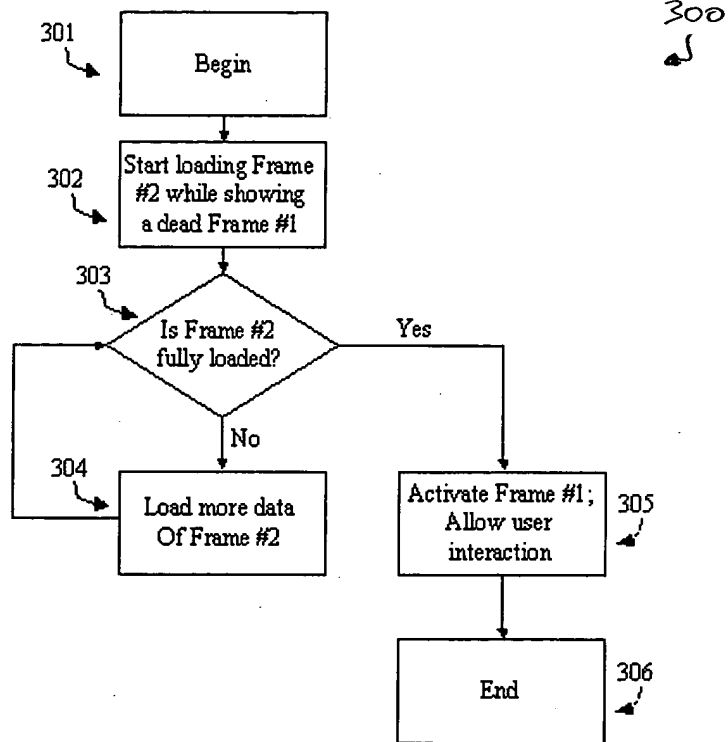 300
301
Begin
302
Start loading Frame
#2 while showing
a dead Frame #1
303
Is Frame #2
fully loaded?
Yes
No
304
Load more data
Of Frame #2
Activate Frame #1;
Allow user
interaction
305
End
306